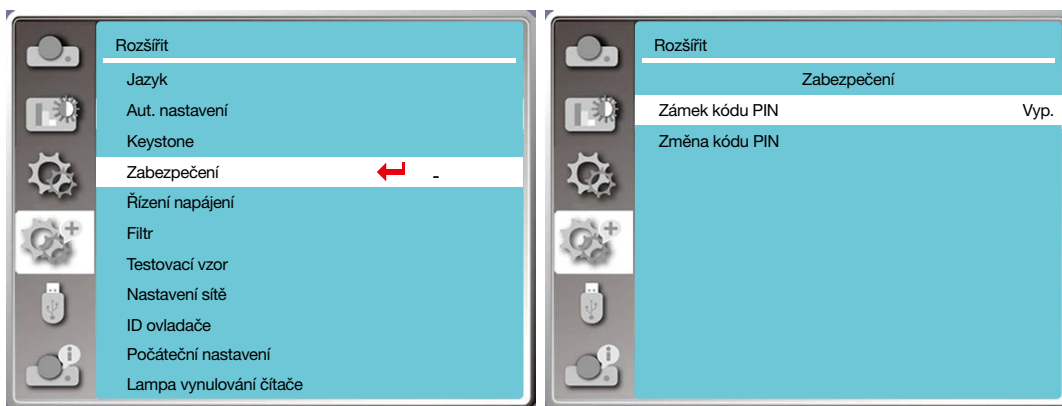 Rozšířit
Jazyk
Aut. nastavení
Keystone
Zabezpečení -
Řízení napájení
Filtr
Testovací vzor
Nastavení sítě
ID ovladače
Počáteční nastavení
Lampa vynulování čítače
Rozšířit
Zabezpečení
Zámek kódu PIN Vyp.
Změna kódu PIN